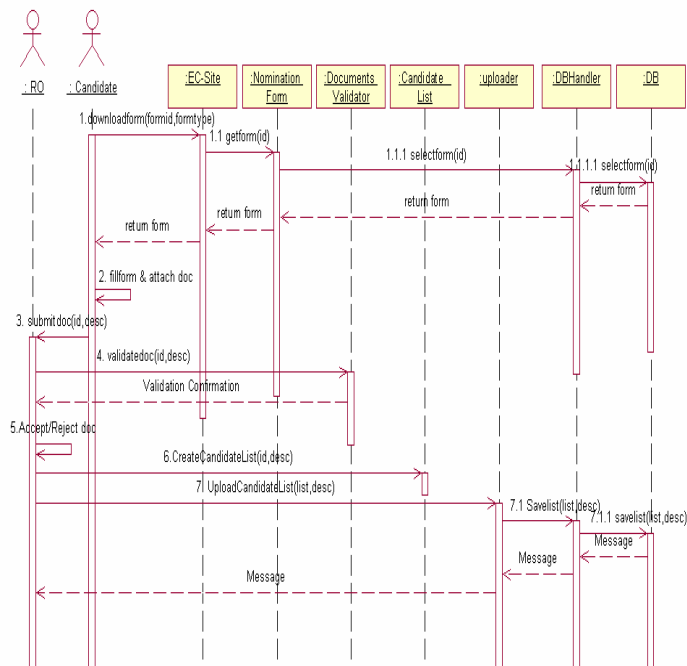 : RO
: Candidate
:EC-Site
:Nomination
Form
:Documents
Validator
:Candidate
List
:uploader
:DBHandler
:DB
1.downloadform(formid,formtype)
1.1 getform(id)
1.1.1 selectform(id)
1.1.1.1 selectform(id)
return form
return form
return form
return form
2. fillform & attach doc
3. submitdoc(id,desc)
4. validatedoc(id,desc)
Validation Confirmation
5.Accept/Reject doc
6.CreateCandidateList(id,desc)
7. UploadCandidateList(list,desc)
7.1 Savelist(list,desc)
7.1.1 savelist(list,desc)
Message
Message
Message